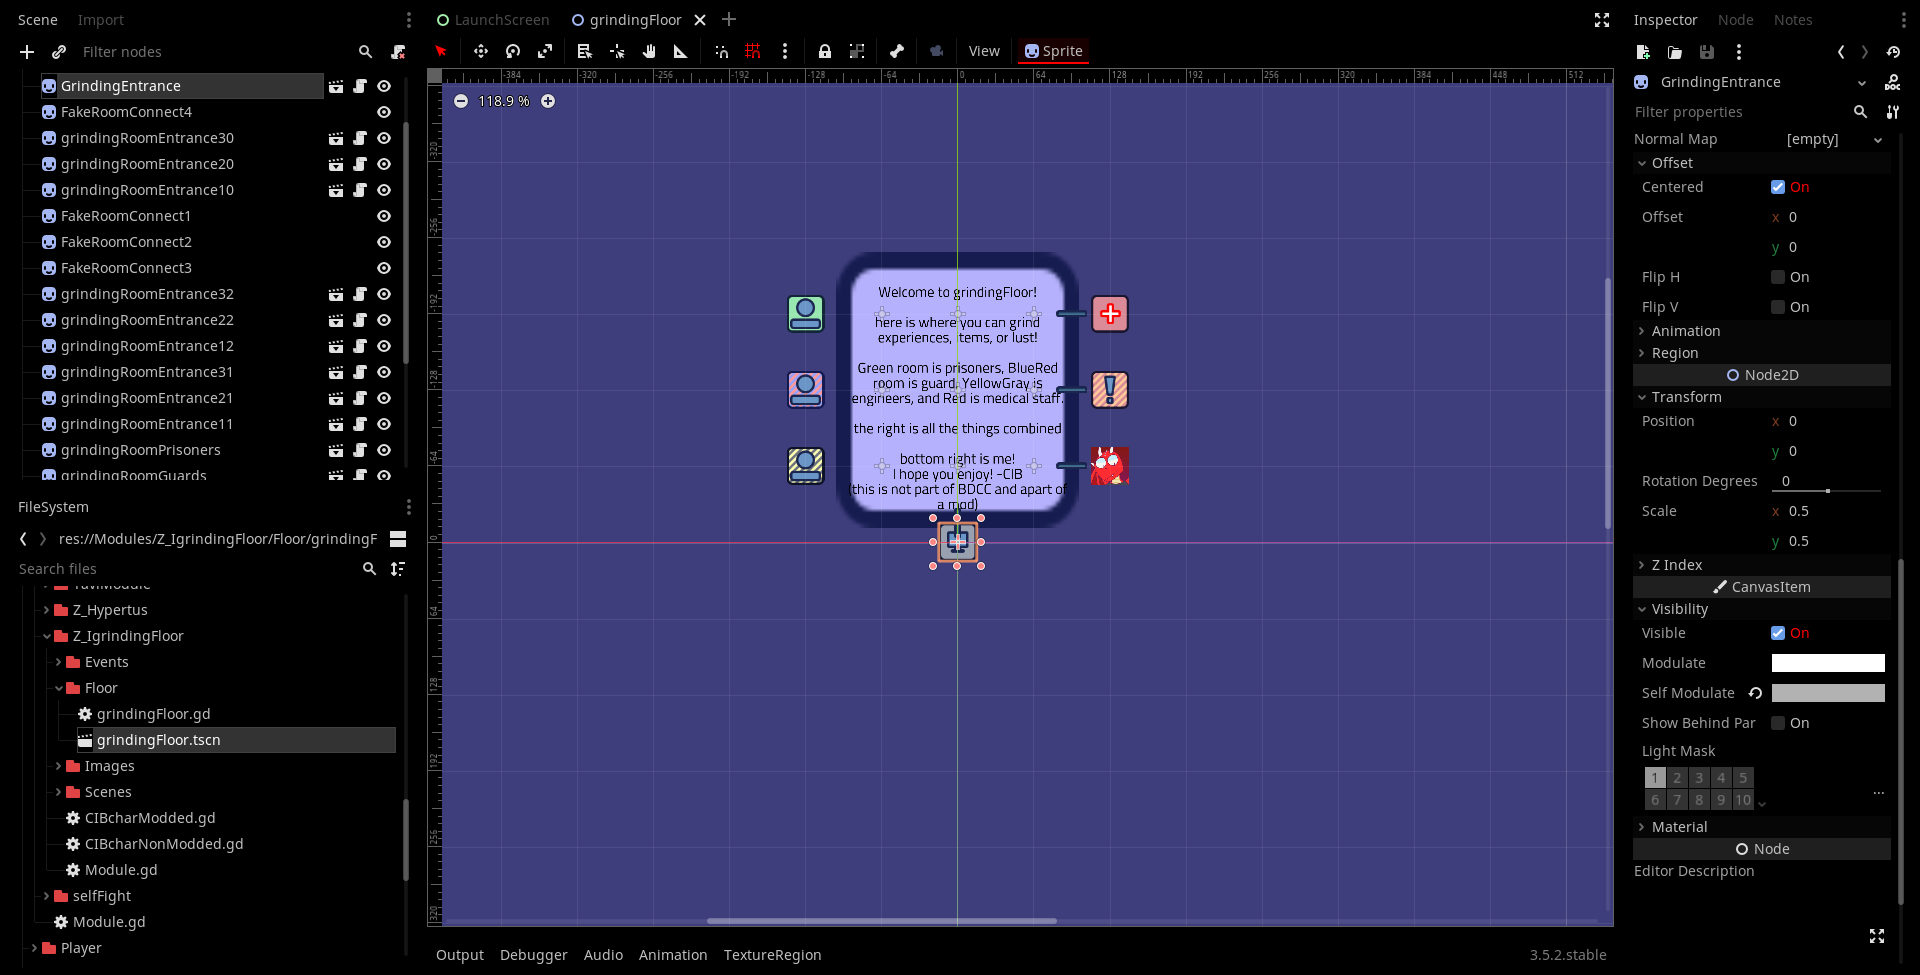 Scene Import
Filter nodes
GrindingEntrance
FakeRoomConnect4
grindingRoomEntrance30
grindingRoomEntrance20
grindingRoomEntrance10
FakeRoomConnect1
FakeRoomConnect2
FakeRoomConnect3
grindingRoomEntrance32
grindingRoomEntrance22
grindingRoomEntrance12
grindingRoomEntrance31
grindingRoomEntrance21
grindingRoomEntrance11
grindingRoomPrisoners
grindingRoomGuards
FileSystem
res://Modules/Z_IgrindingFloor/Floor/grindingF
Search files
Z_Hypertus
Z_IgrindingFloor
Events
Floor
grindingFloor.gd
grindingFloor.tscn
Images
Scenes
CIBcharModded.gd
CIBcharNonModded.gd
Module.gd
selfFight
Module.gd
Player
LaunchScreen grindingFloor
View Sprite
-384 -320 -256 -192 -128 -64 0 64 128 192 256 320 384 448 512
118.9 %
Welcome to grindingFloor!
here is where you can grind
experiences, items, or lust!
Green room is prisoners, BlueRed
room is guard, YellowGray is
engineers, and Red is medical staff.
the right is all the things combined
bottom right is me!
I hope you enjoy! -CIB
(this is not part of BDCC and apart of
a mod)
Output Debugger Audio Animation TextureRegion 3.5.2.stable
Inspector Node Notes
GrindingEntrance
Filter properties
Normal Map [empty]
Offset
Centered On
Offset x 0
y 0
Flip H On
Flip V On
Animation
Region
Node2D
Transform
Position x 0
y 0
Rotation Degrees 0
Scale x 0.5
y 0.5
Z Index
CanvasItem
Visibility
Visible On
Modulate
Self Modulate
Show Behind Par On
Light Mask
1 2 3 4 5
6 7 8 9 10
...
Material
Node
Editor Description